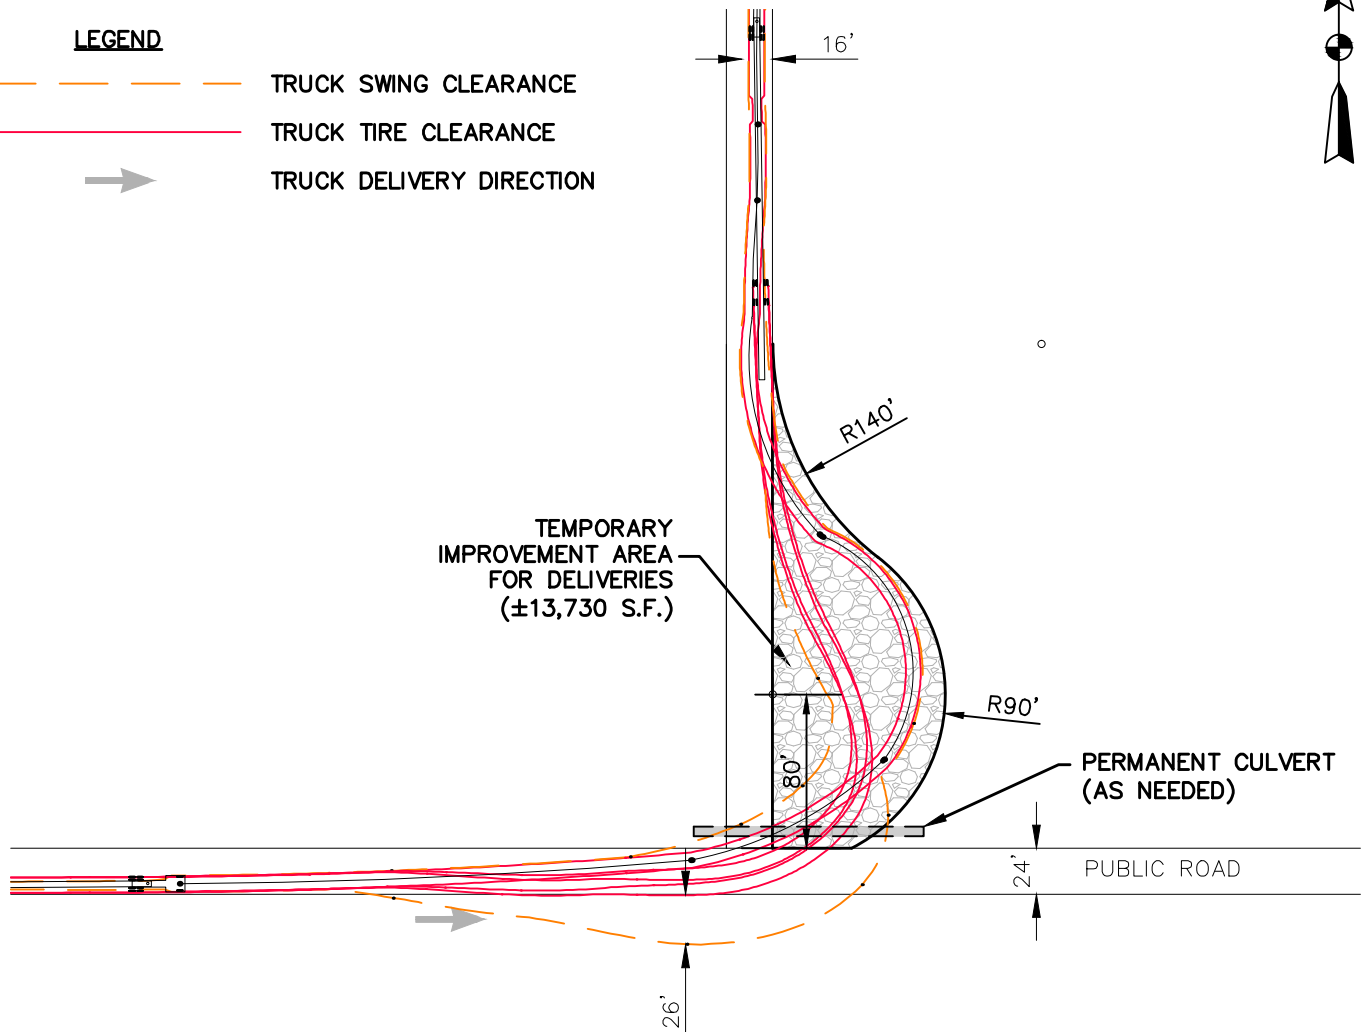 LEGEND
TRUCK SWING CLEARANCE
TRUCK TIRE CLEARANCE
TRUCK DELIVERY DIRECTION
16'
R140'
TEMPORARY
IMPROVEMENT AREA
FOR DELIVERIES
(±13,730 S.F.)
R90'
80'
PERMANENT CULVERT
(AS NEEDED)
24'
PUBLIC ROAD
26'